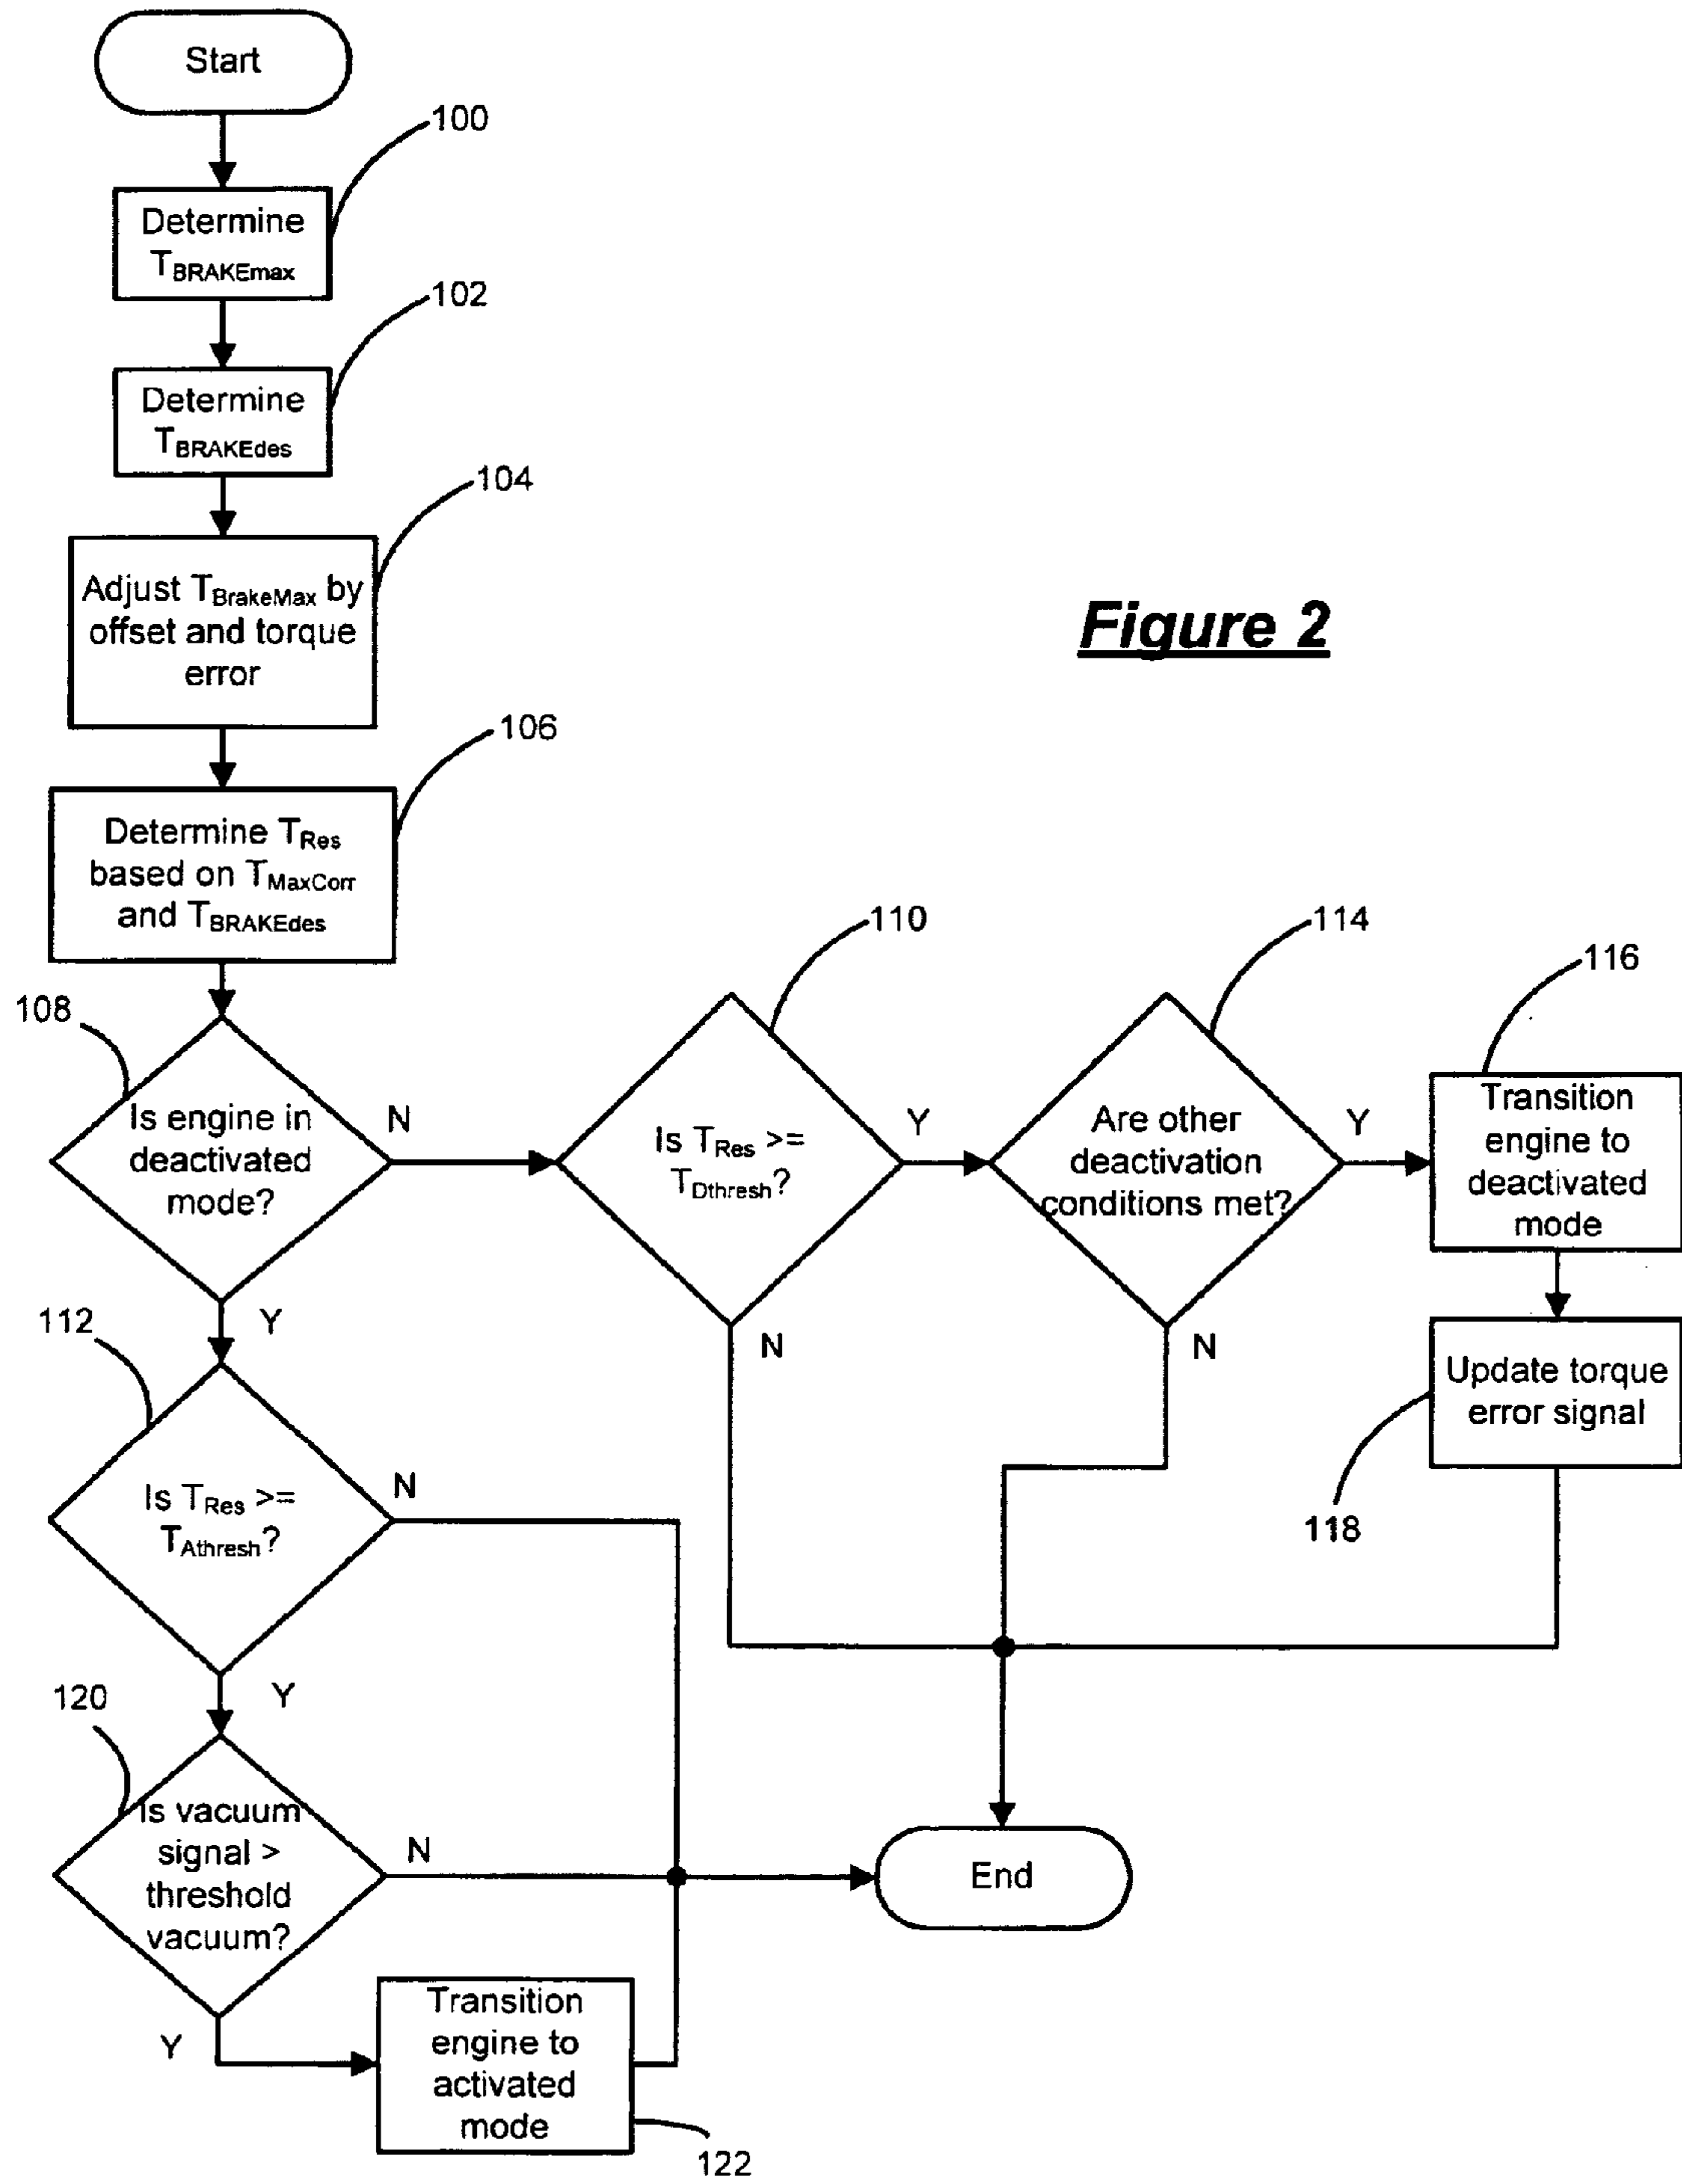 Start
100
Determine
TBRAKEmax
102
Determine
TBRAKEdes
104
Adjust TBrakeMax by
offset and torque
error
Figure 2
106
Determine TRes
based on TMaxCorr
and TBRAKEdes
108
Is engine in
deactivated
mode?
N
Y
110
Is TRes >=
TDthresh?
Y
N
114
Are other
deactivation
conditions met?
Y
N
116
Transition
engine to
deactivated
mode
118
Update torque
error signal
112
Is TRes >=
TAthresh?
N
Y
120
Is vacuum
signal >
threshold
vacuum?
N
Y
End
Transition
engine to
activated
mode
122